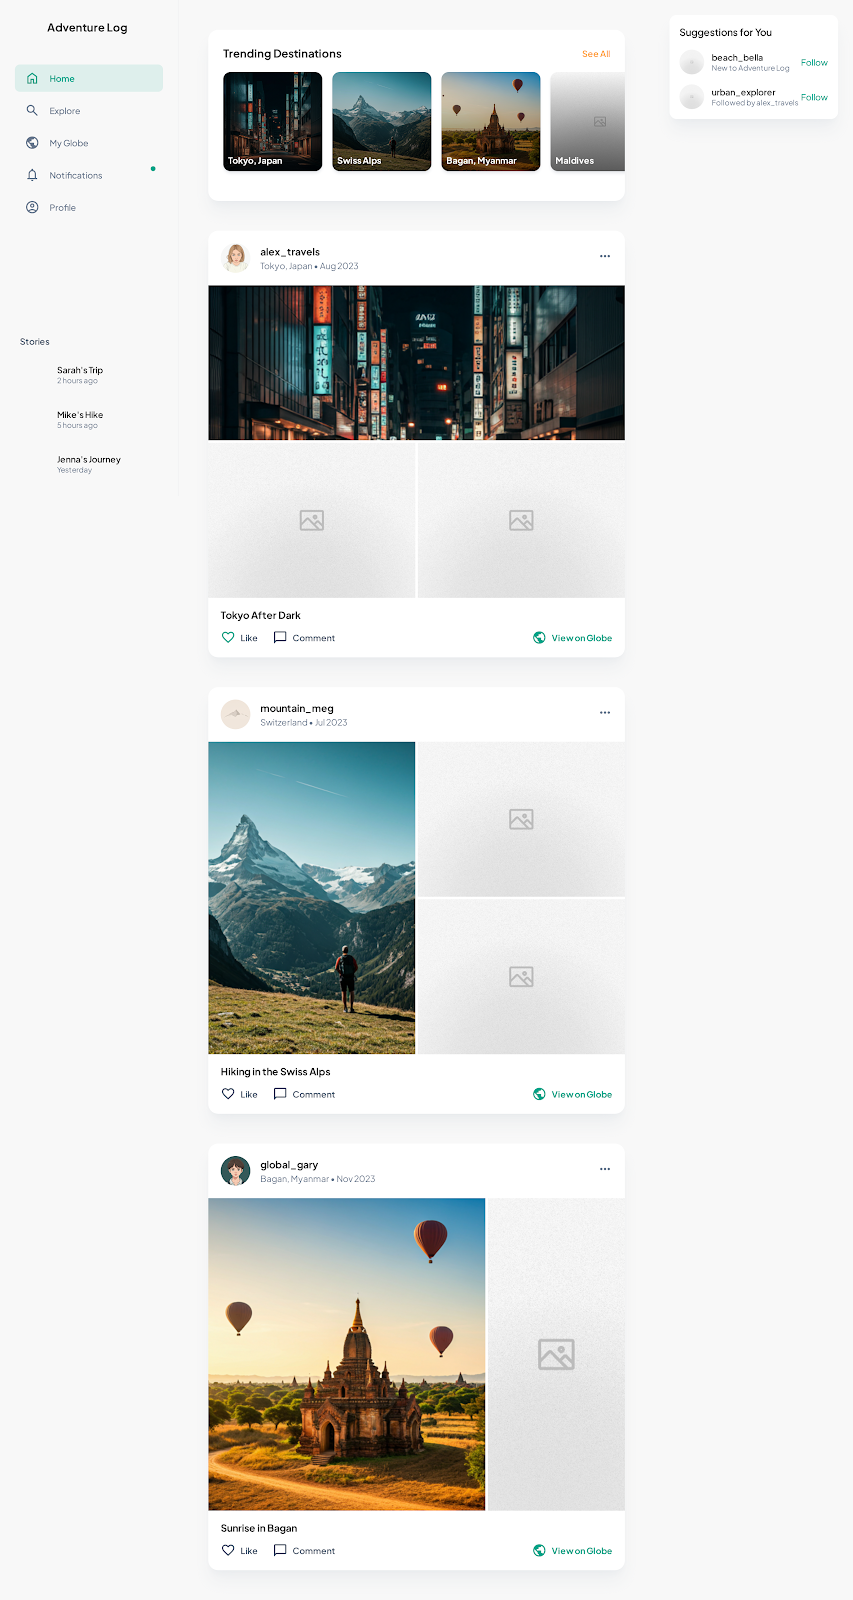 Adventure Log
Home
Explore
My Globe
Notifications
Profile
Stories
Sarah's Trip
2 hours ago
Mike's Hike
5 hours ago
Jenna's Journey
Yesterday
Trending Destinations
See All
Tokyo, Japan
Swiss Alps
Bagan, Myanmar
Maldives
alex_travels
Tokyo, Japan • Aug 2023
Tokyo After Dark
Like
Comment
View on Globe
mountain_meg
Switzerland • Jul 2023
Hiking in the Swiss Alps
Like
Comment
View on Globe
global_gary
Bagan, Myanmar • Nov 2023
Sunrise in Bagan
Like
Comment
View on Globe
Suggestions for You
beach_bella
New to Adventure Log
Follow
urban_explorer
Followed by alex_travels
Follow